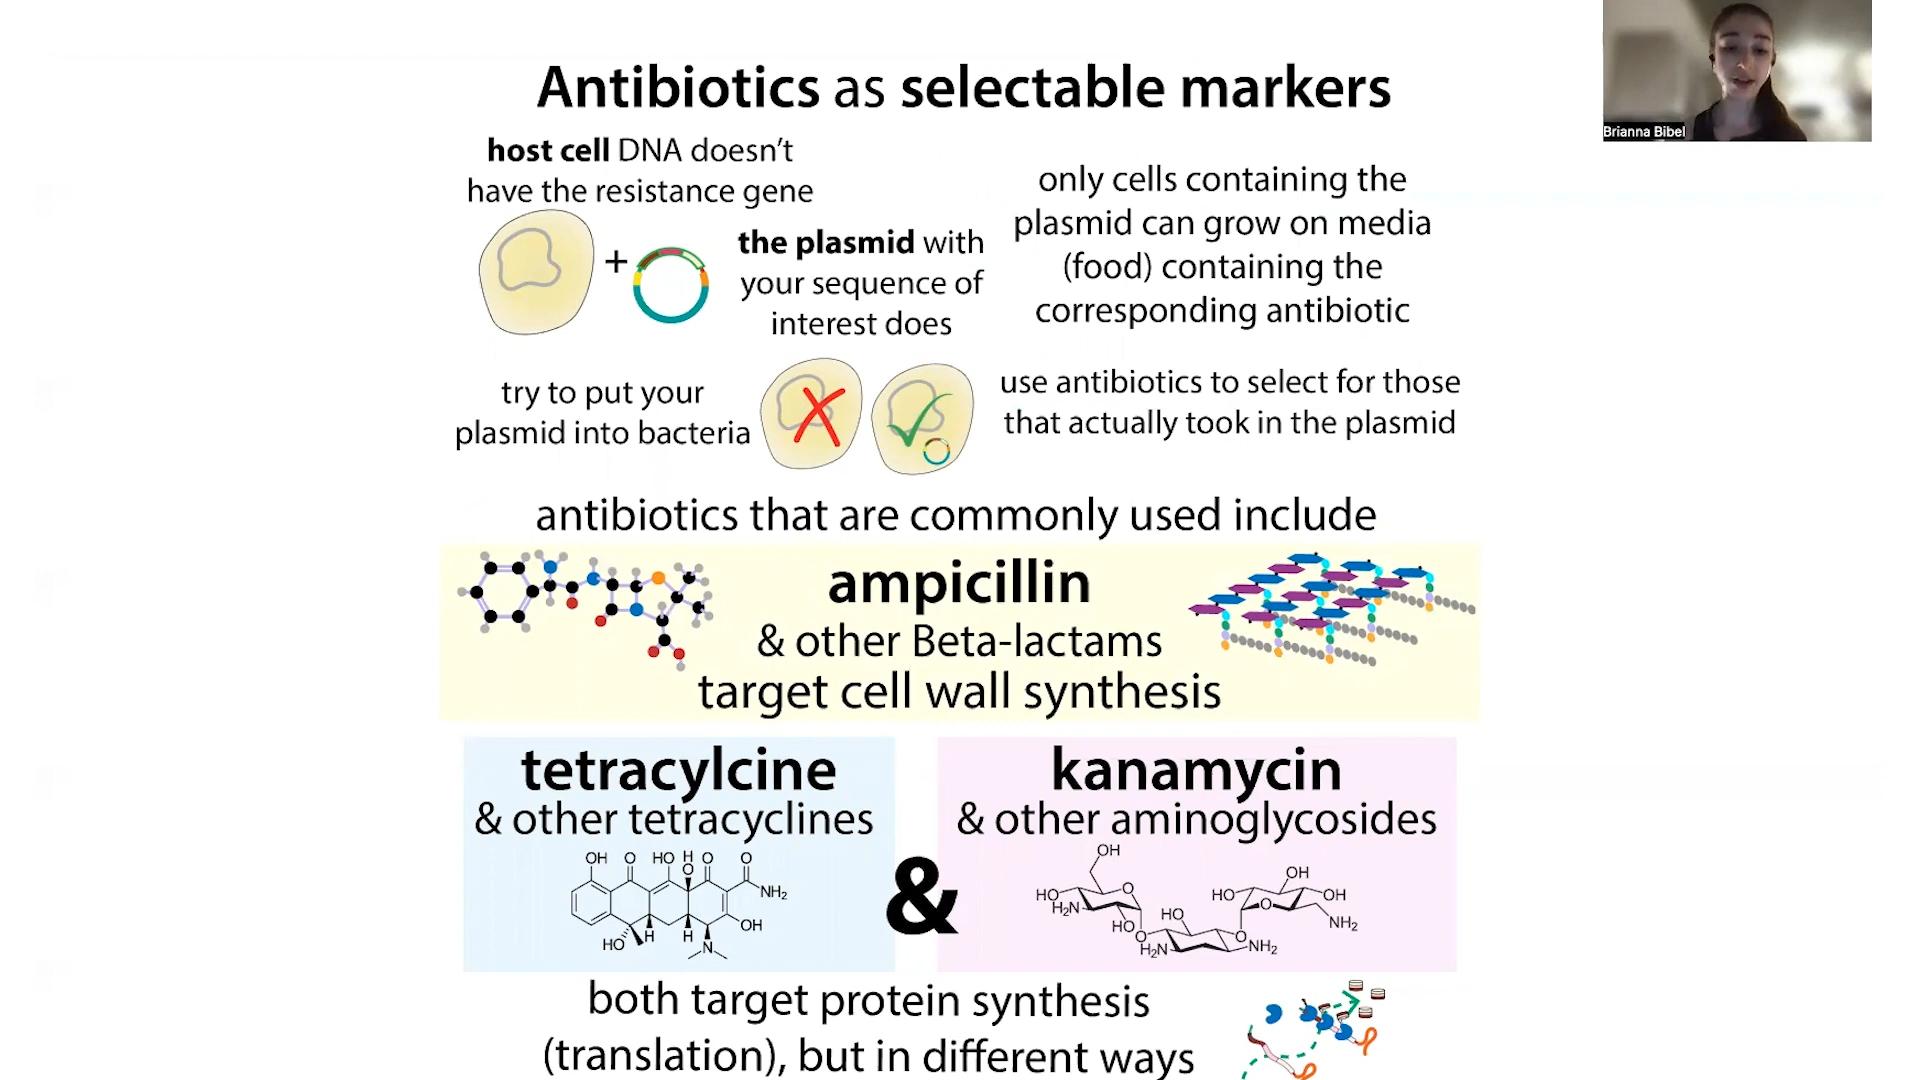 Antibiotics as selectable markers
Brianna Bibel
host cell DNA doesn't
have the resistance gene
+
the plasmid with
your sequence of
interest does
only cells containing the
plasmid can grow on media
(food) containing the
corresponding antibiotic
try to put your
plasmid into bacteria
use antibiotics to select for those
that actually took in the plasmid
antibiotics that are commonly used include
ampicillin
& other Beta-lactams
target cell wall synthesis
tetracylcine
& other tetracyclines
OH O HO H O O
O
NH₂
OH
HO H H N
&
kanamycin
& other aminoglycosides
OH
HO O
H₂N
HO
O
HO
H₂N
O
NH₂
OH
HO OH
O
NH₂
both target protein synthesis
(translation), but in different ways